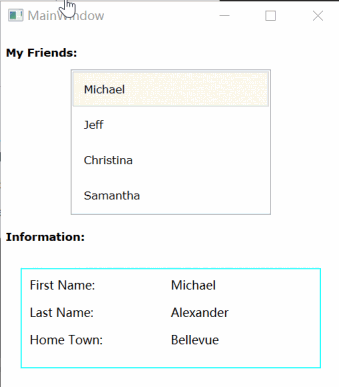 MainWindow
My Friends:
Michael
Jeff
Christina
Samantha
Information:
First Name: Michael
Last Name: Alexander
Home Town: Bellevue